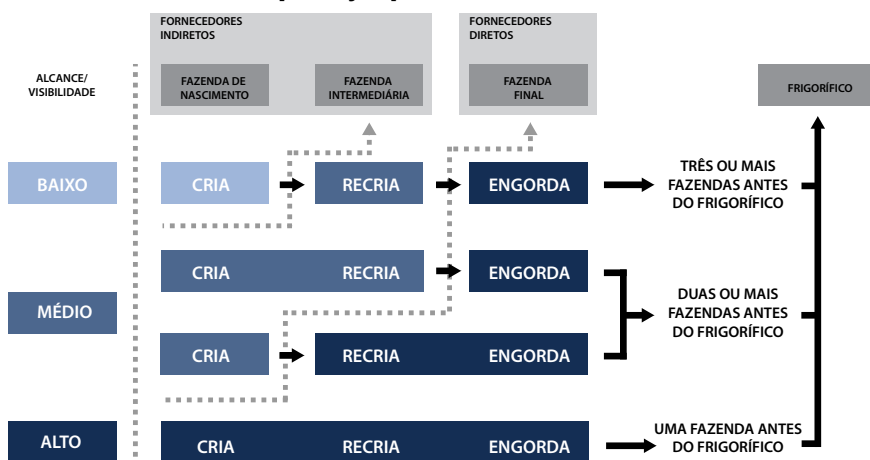 FORNECEDORES
INDIRETOS
FORNECEDORES
DIRETOS
ALCANCE/
VISIBILIDADE
FAZENDA DE
NASCIMENTO
FAZENDA
INTERMEDIÁRIA
FAZENDA
FINAL
FRIGORÍFICO
BAIXO
CRIA
RECRIA
ENGORDA
TRÊS OU MAIS
FAZENDAS ANTES
DO FRIGORÍFICO
MÉDIO
CRIA
RECRIA
ENGORDA
CRIA
RECRIA
ENGORDA
DUAS OU MAIS
FAZENDAS ANTES
DO FRIGORÍFICO
ALTO
CRIA
RECRIA
ENGORDA
UMA FAZENDA ANTES
DO FRIGORÍFICO